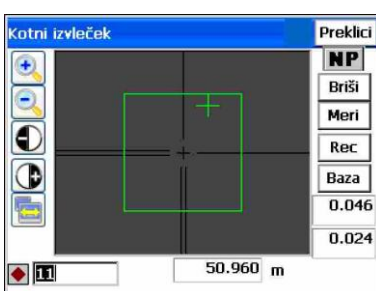 Kotni izvleček
Preklici
NP
Briši
Meri
Rec
Baza
0.046
0.024
11
50.960 m